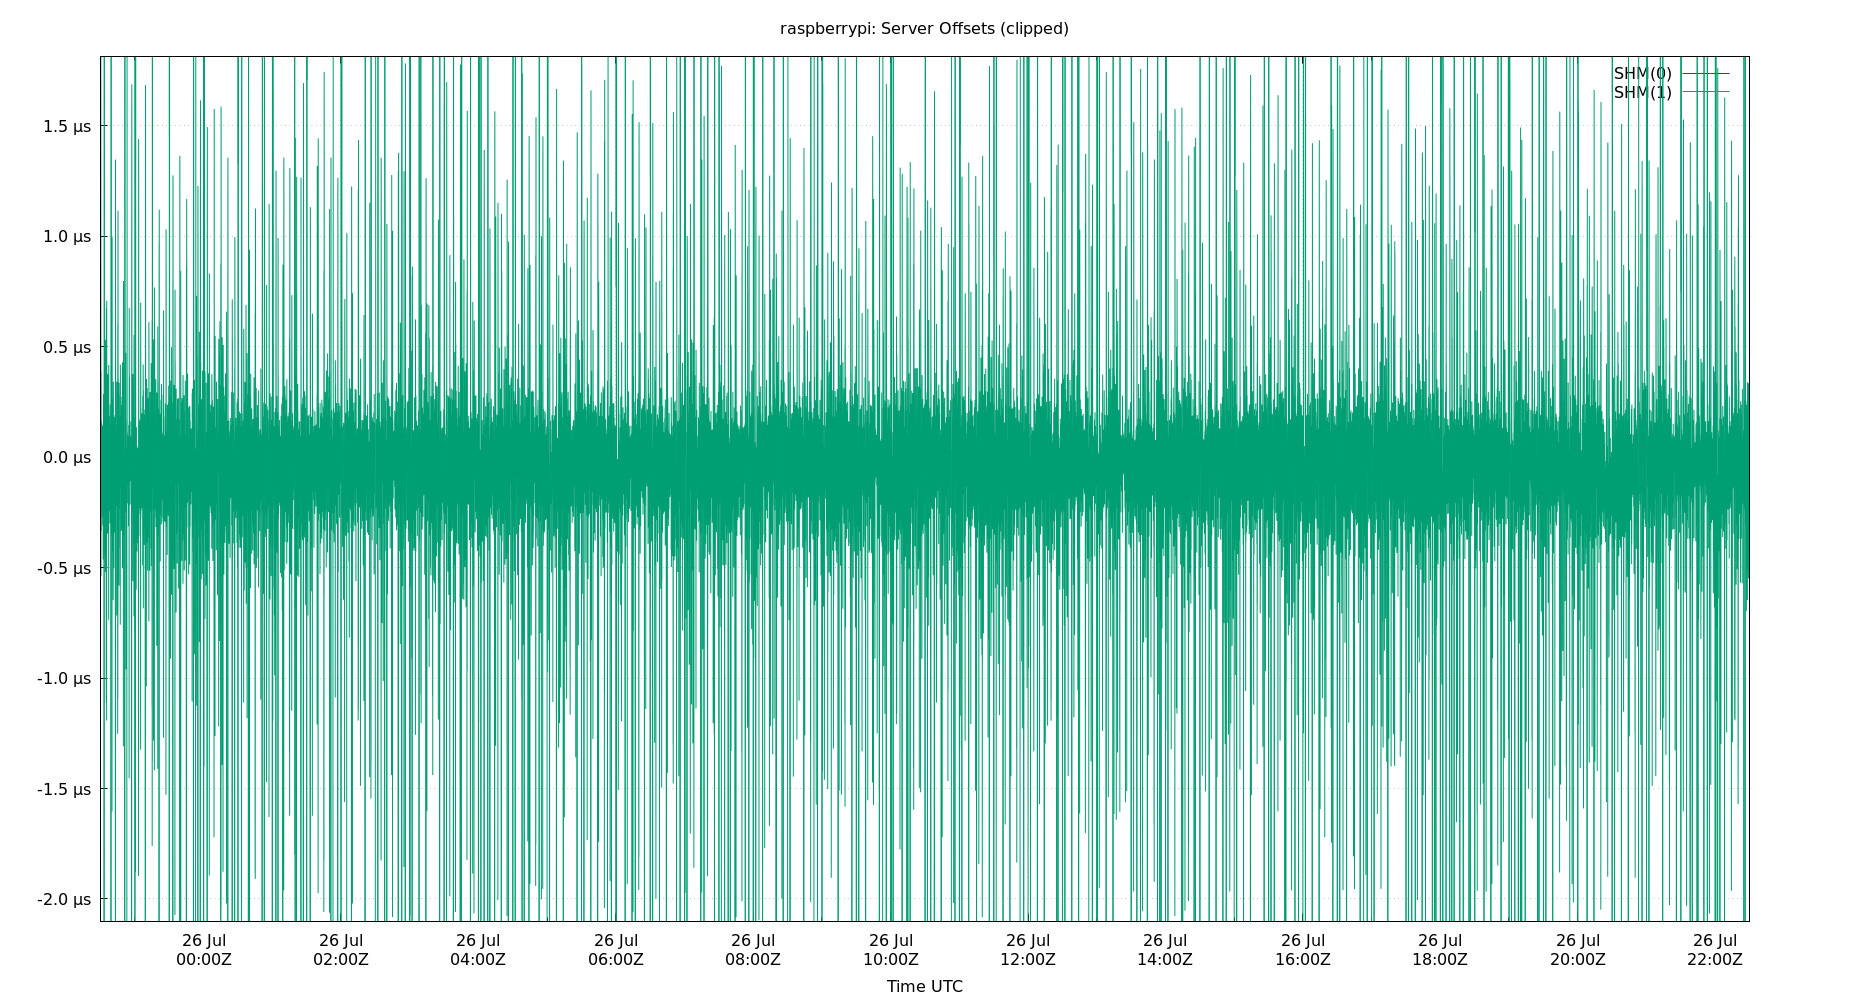 raspberrypi: Server Offsets (clipped)
SHM(0)
SHM(1)
1.5 µs
1.0 µs
0.5 µs
0.0 µs
-0.5 µs
-1.0 µs
-1.5 µs
-2.0 µs
26 Jul 26 Jul 26 Jul 26 Jul 26 Jul 26 Jul 26 Jul 26 Jul 26 Jul 26 Jul 26 Jul 26 Jul
00:00Z 02:00Z 04:00Z 06:00Z 08:00Z 10:00Z 12:00Z 14:00Z 16:00Z 18:00Z 20:00Z 22:00Z
Time UTC